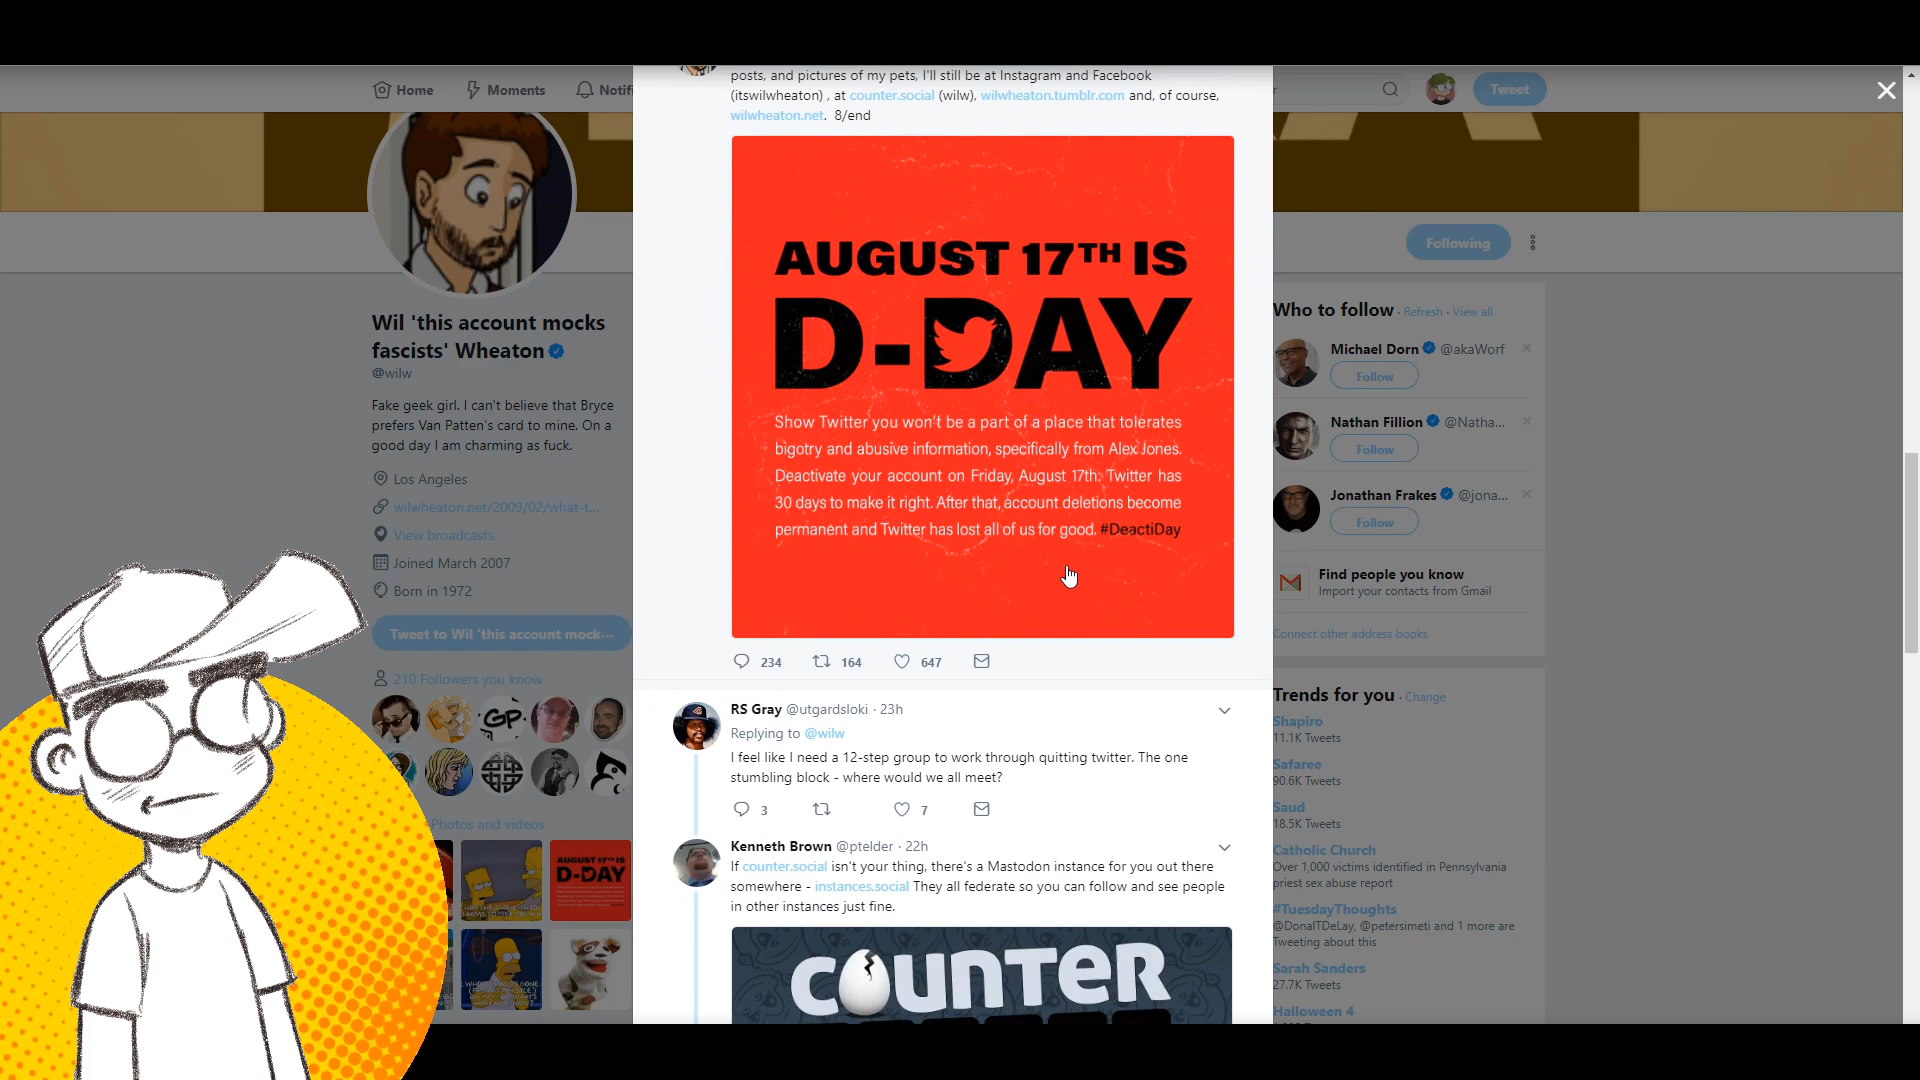 posts, and pictures of my pets, I'll still be at Instagram and Facebook
(itswilwheaton) , at counter.social (wilw), wilwheaton.tumblr.com and, of course,
wilwheaton.net. 8/end
Home
Moments
Notifi
Tweet
AUGUST 17TH IS
D-DAY
Show Twitter you won't be a part of a place that tolerates
bigotry and abusive information, specifically from Alex Jones.
Deactivate your account on Friday, August 17th. Twitter has
30 days to make it right. After that, account deletions become
permanent and Twitter has lost all of us for good. #DeactiDay
234 164 647
RS Gray @utgardsloki · 23h
Replying to @wilw
I feel like I need a 12-step group to work through quitting twitter. The one
stumbling block - where would we all meet?
3 7
Kenneth Brown @ptelder · 22h
If counter.social isn't your thing, there's a Mastodon instance for you out there
somewhere - instances.social They all federate so you can follow and see people
in other instances just fine.
COUNTER
Wil 'this account mocks
fascists' Wheaton
@wilw
Fake geek girl. I can't believe that Bryce
prefers Van Patten's card to mine. On a
good day I am charming as fuck.
Los Angeles
wilwheaton.net/2009/02/what-t...
View broadcasts
Joined March 2007
Born in 1972
Tweet to Wil 'this account mock...
210 Followers you know
GP
Photos and videos
AUGUST 17TH IS
D-DAY
Following
Who to follow · Refresh · View all
Michael Dorn @akaWorf
Follow
Nathan Fillion @Natha...
Follow
Jonathan Frakes @jona...
Follow
Find people you know
Import your contacts from Gmail
Connect other address books
Trends for you · Change
Shapiro
11.1K Tweets
Safaree
90.6K Tweets
Saud
18.5K Tweets
Catholic Church
Over 1,000 victims identified in Pennsylvania
priest sex abuse report
#TuesdayThoughts
@DonalTDeLay, @petersimeti and 1 more are
Tweeting about this
Sarah Sanders
27.7K Tweets
Halloween 4